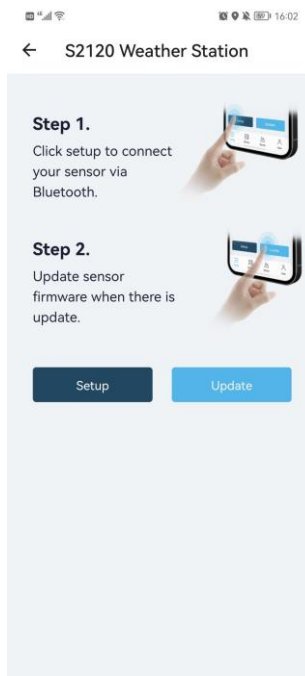 16:02
S2120 Weather Station
Step 1.
Click setup to connect
your sensor via
Bluetooth.
Step 2.
Update sensor
firmware when there is
update.
Setup
Update